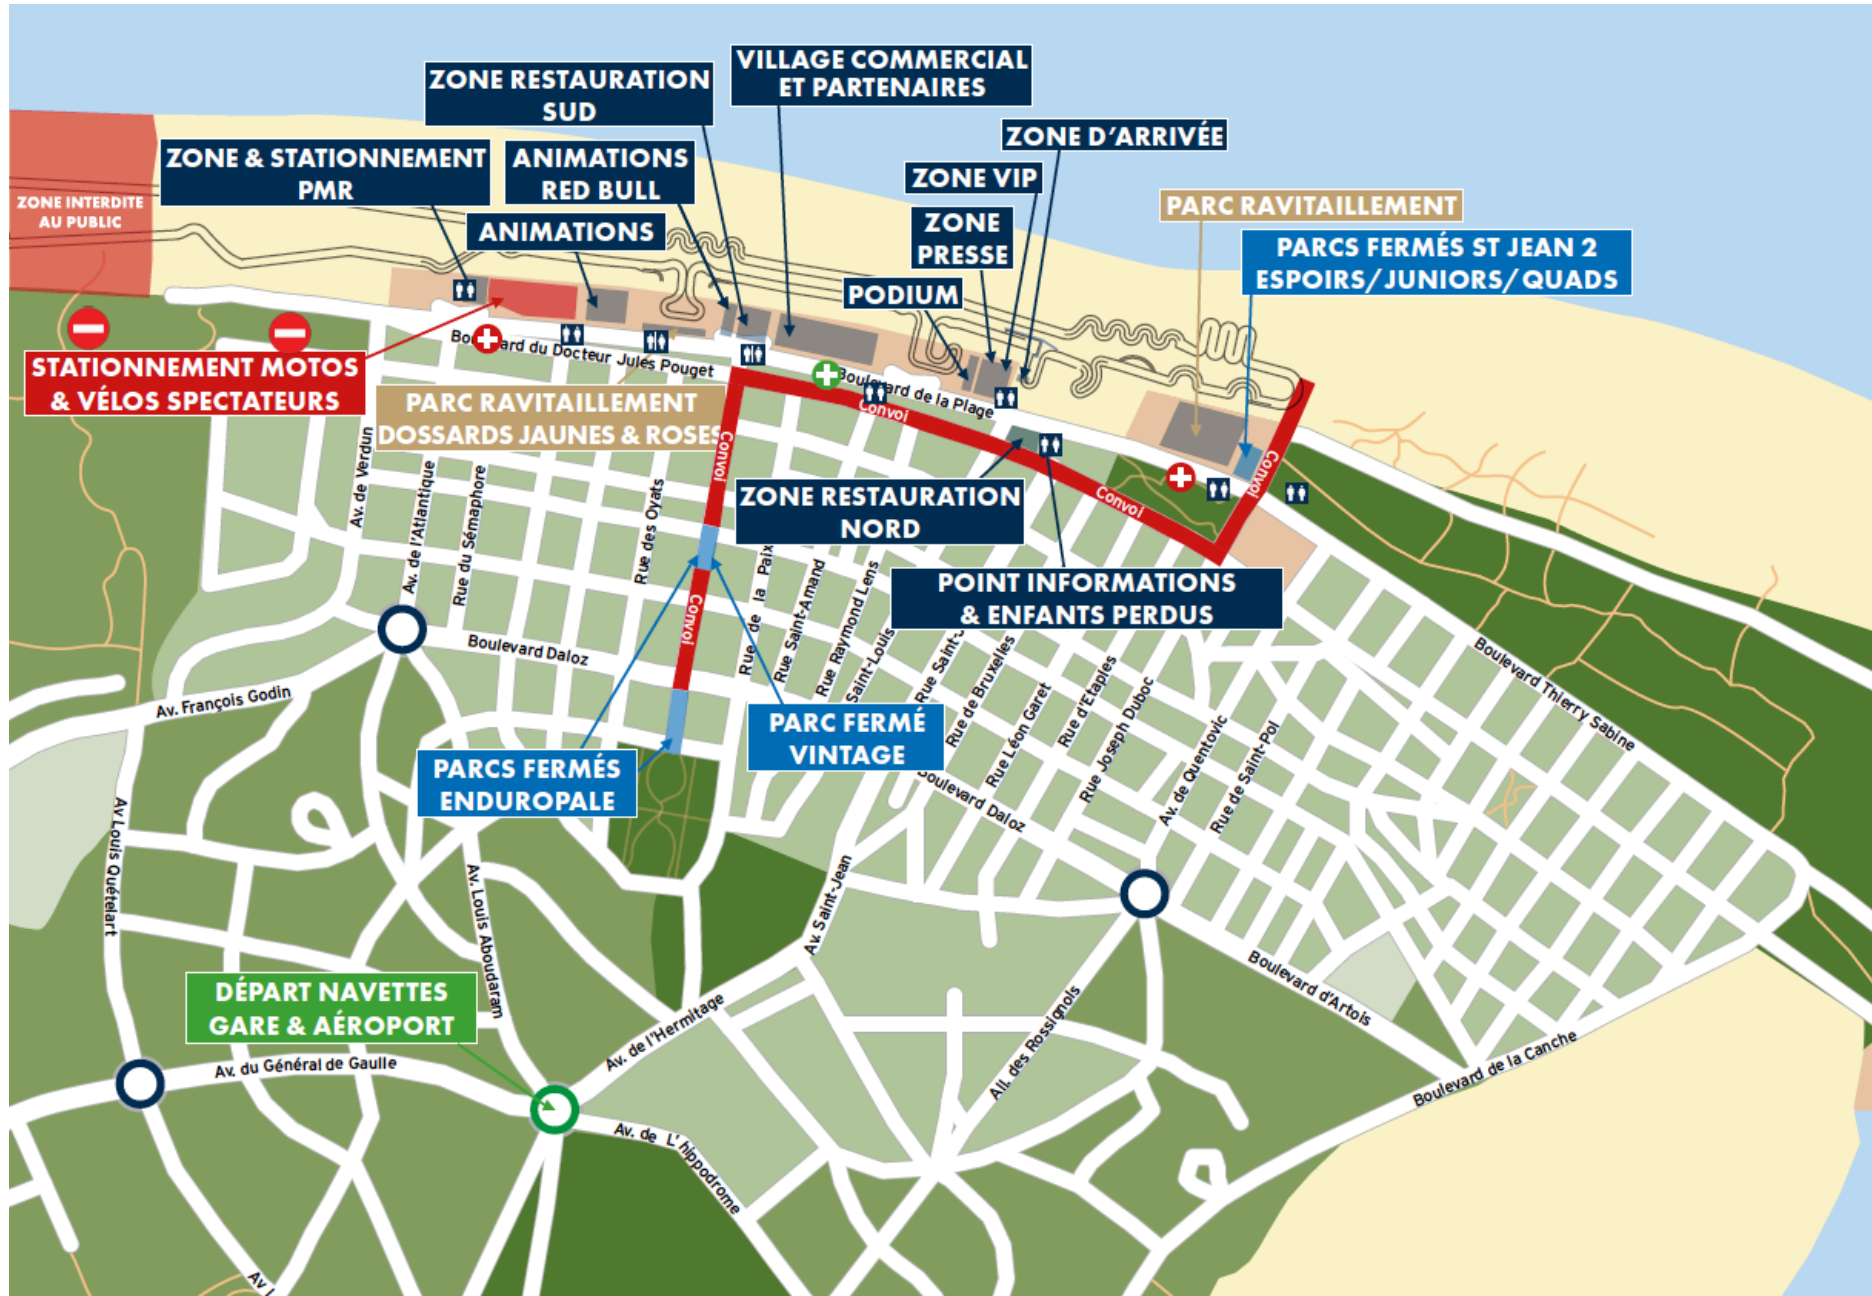 VILLAGE COMMERCIAL
ET PARTENAIRES
ZONE RESTAURATION
SUD
ZONE D'ARRIVÉE
ZONE & STATIONNEMENT
PMR
ANIMATIONS
RED BULL
ZONE VIP
ZONE INTERDITE
AU PUBLIC
PARC RAVITAILLEMENT
ANIMATIONS
ZONE
PRESSE
PARCS FERMÉS ST JEAN 2
ESPOIRS/JUNIORS/QUADS
PODIUM
STATIONNEMENT MOTOS
& VÉLOS SPECTATEURS
Boulevard du Docteur Jules Pouget
Boulevard de la Plage
PARC RAVITAILLEMENT
DOSSARDS JAUNES & ROSES
Convoi
Convoi
Convoi
Convoi
Convoi
ZONE RESTAURATION
NORD
POINT INFORMATIONS
& ENFANTS PERDUS
Av. de Verdun
Av. de l'Atlantique
Rue du Sémaphore
Rue des Oyats
Rue de la Paix
Rue Saint-Amand
Rue Raymond Lens
Saint-Louis
Rue Saint-
Rue de Bruxelles
Rue Léon Garet
Rue d'Etaples
Rue Joseph Duboc
Av. de Quentovic
Rue de Saint-Pol
Boulevard Thierry Sabine
Boulevard Daloz
Av. François Godin
PARC FERMÉ
VINTAGE
PARCS FERMÉS
ENDUROPALE
Boulevard Daloz
Av Louis Quételart
Av. Louis Aboudaram
Av. Saint-Jean
Boulevard d'Artois
DÉPART NAVETTES
GARE & AÉROPORT
Av. de l'Hermitage
All. des Rossignols
Boulevard de la Canche
Av. du Général de Gaulle
Av. de L'hippodrome
Av